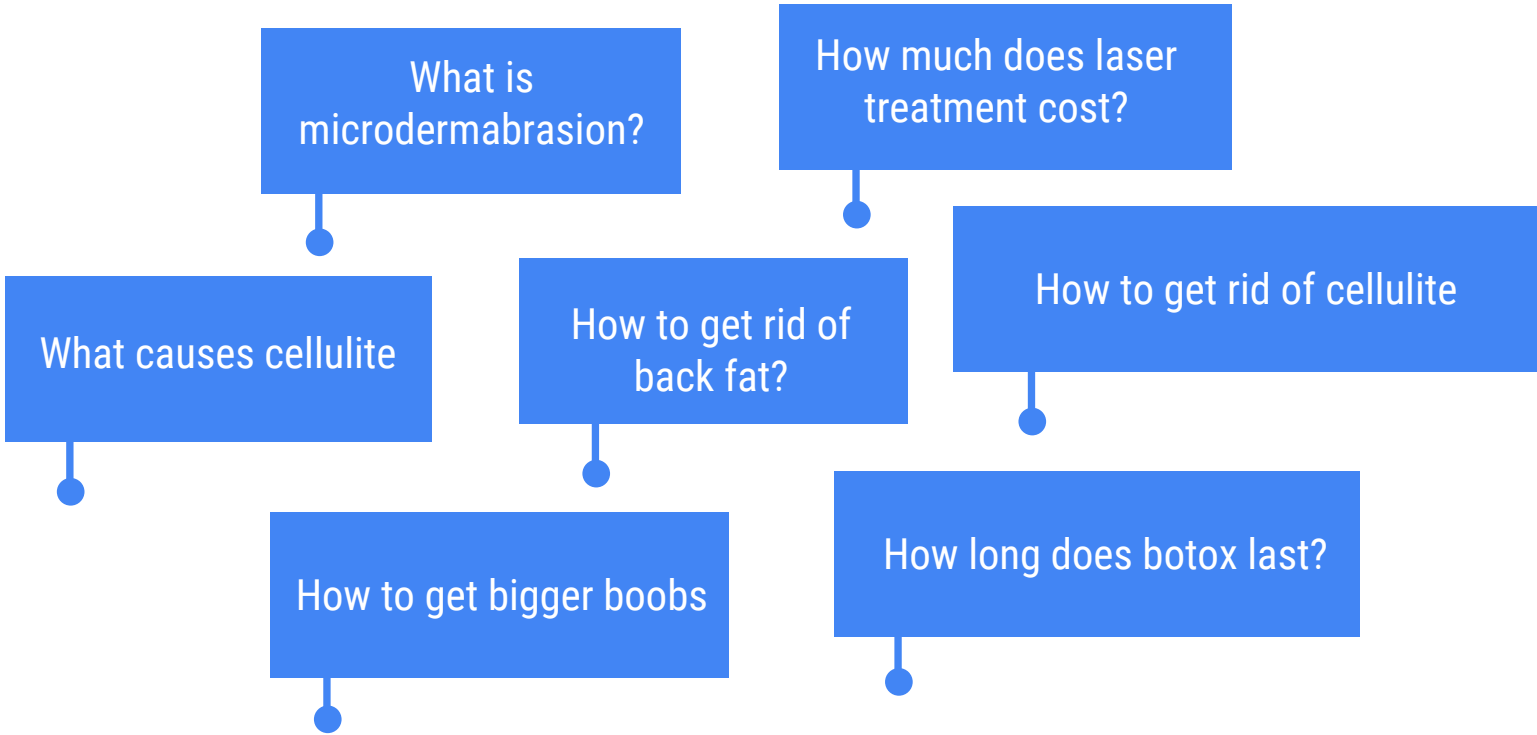 What is
microdermabrasion?
How much does laser
treatment cost?
What causes cellulite
How to get rid of
back fat?
How to get rid of cellulite
How to get bigger boobs
How long does botox last?